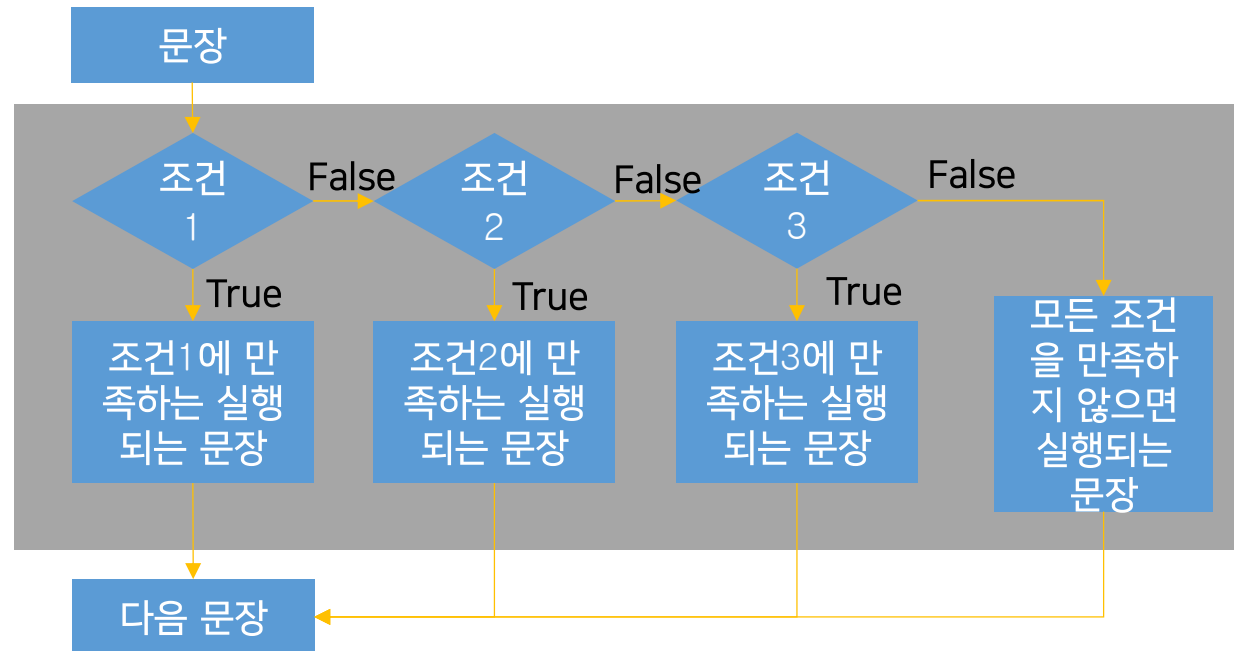 문장
조건
1
False
조건
2
False
조건
3
False
True
True
True
조건1에 만
족하는 실행
되는 문장
조건2에 만
족하는 실행
되는 문장
조건3에 만
족하는 실행
되는 문장
모든 조건
을 만족하
지 않으면
실행되는
문장
다음 문장